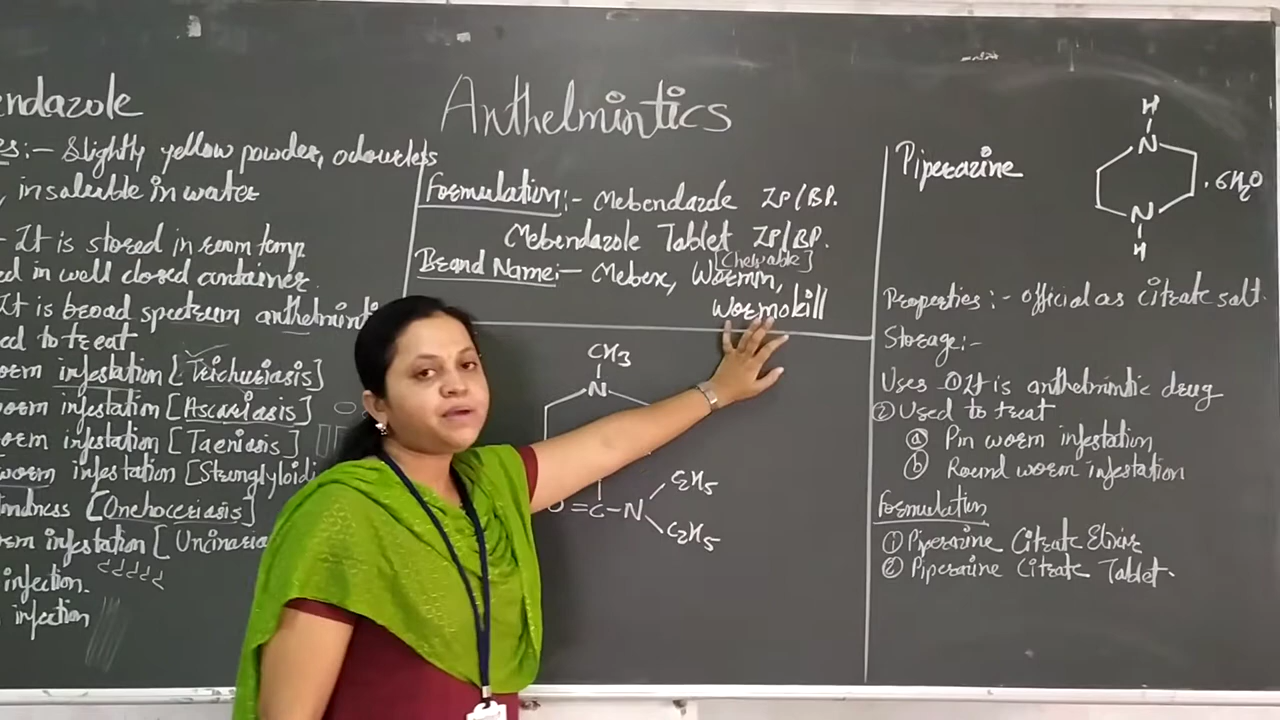 Anthelmintics
endazole
es:- Slightly yellow powder, odourless
, insoluble in water
- It is stored in room temp
ed in well closed container.
It is broad spectrum anthelminti
ed to treat
orm infestation [Trichuriasis]
orm infestation [Ascariasis]
orm infestation [Taeniasis]
worm infestation [Strongyloidi
indness [Onchocerciasis]
orm infestation [Uncinaria
infection.
infection
Formulation:- Mebendazole IP/BP.
Mebendazole Tablet IP/BP.
[Chewable]
Brand Name:- Mebex, Wormin,
Wormokill
CH3
N
O=C-N
C2H5
C2H5
Piperazine
H
N
. 6H2O
N
H
Properties:- official as citrate salt.
Storage:-
Uses ① It is anthelmintic drug
② Used to treat
ⓐ Pin worm infestation
ⓑ Round worm infestation
Formulation
① Piperazine Citrate Elixir
② Piperazine Citrate Tablet.